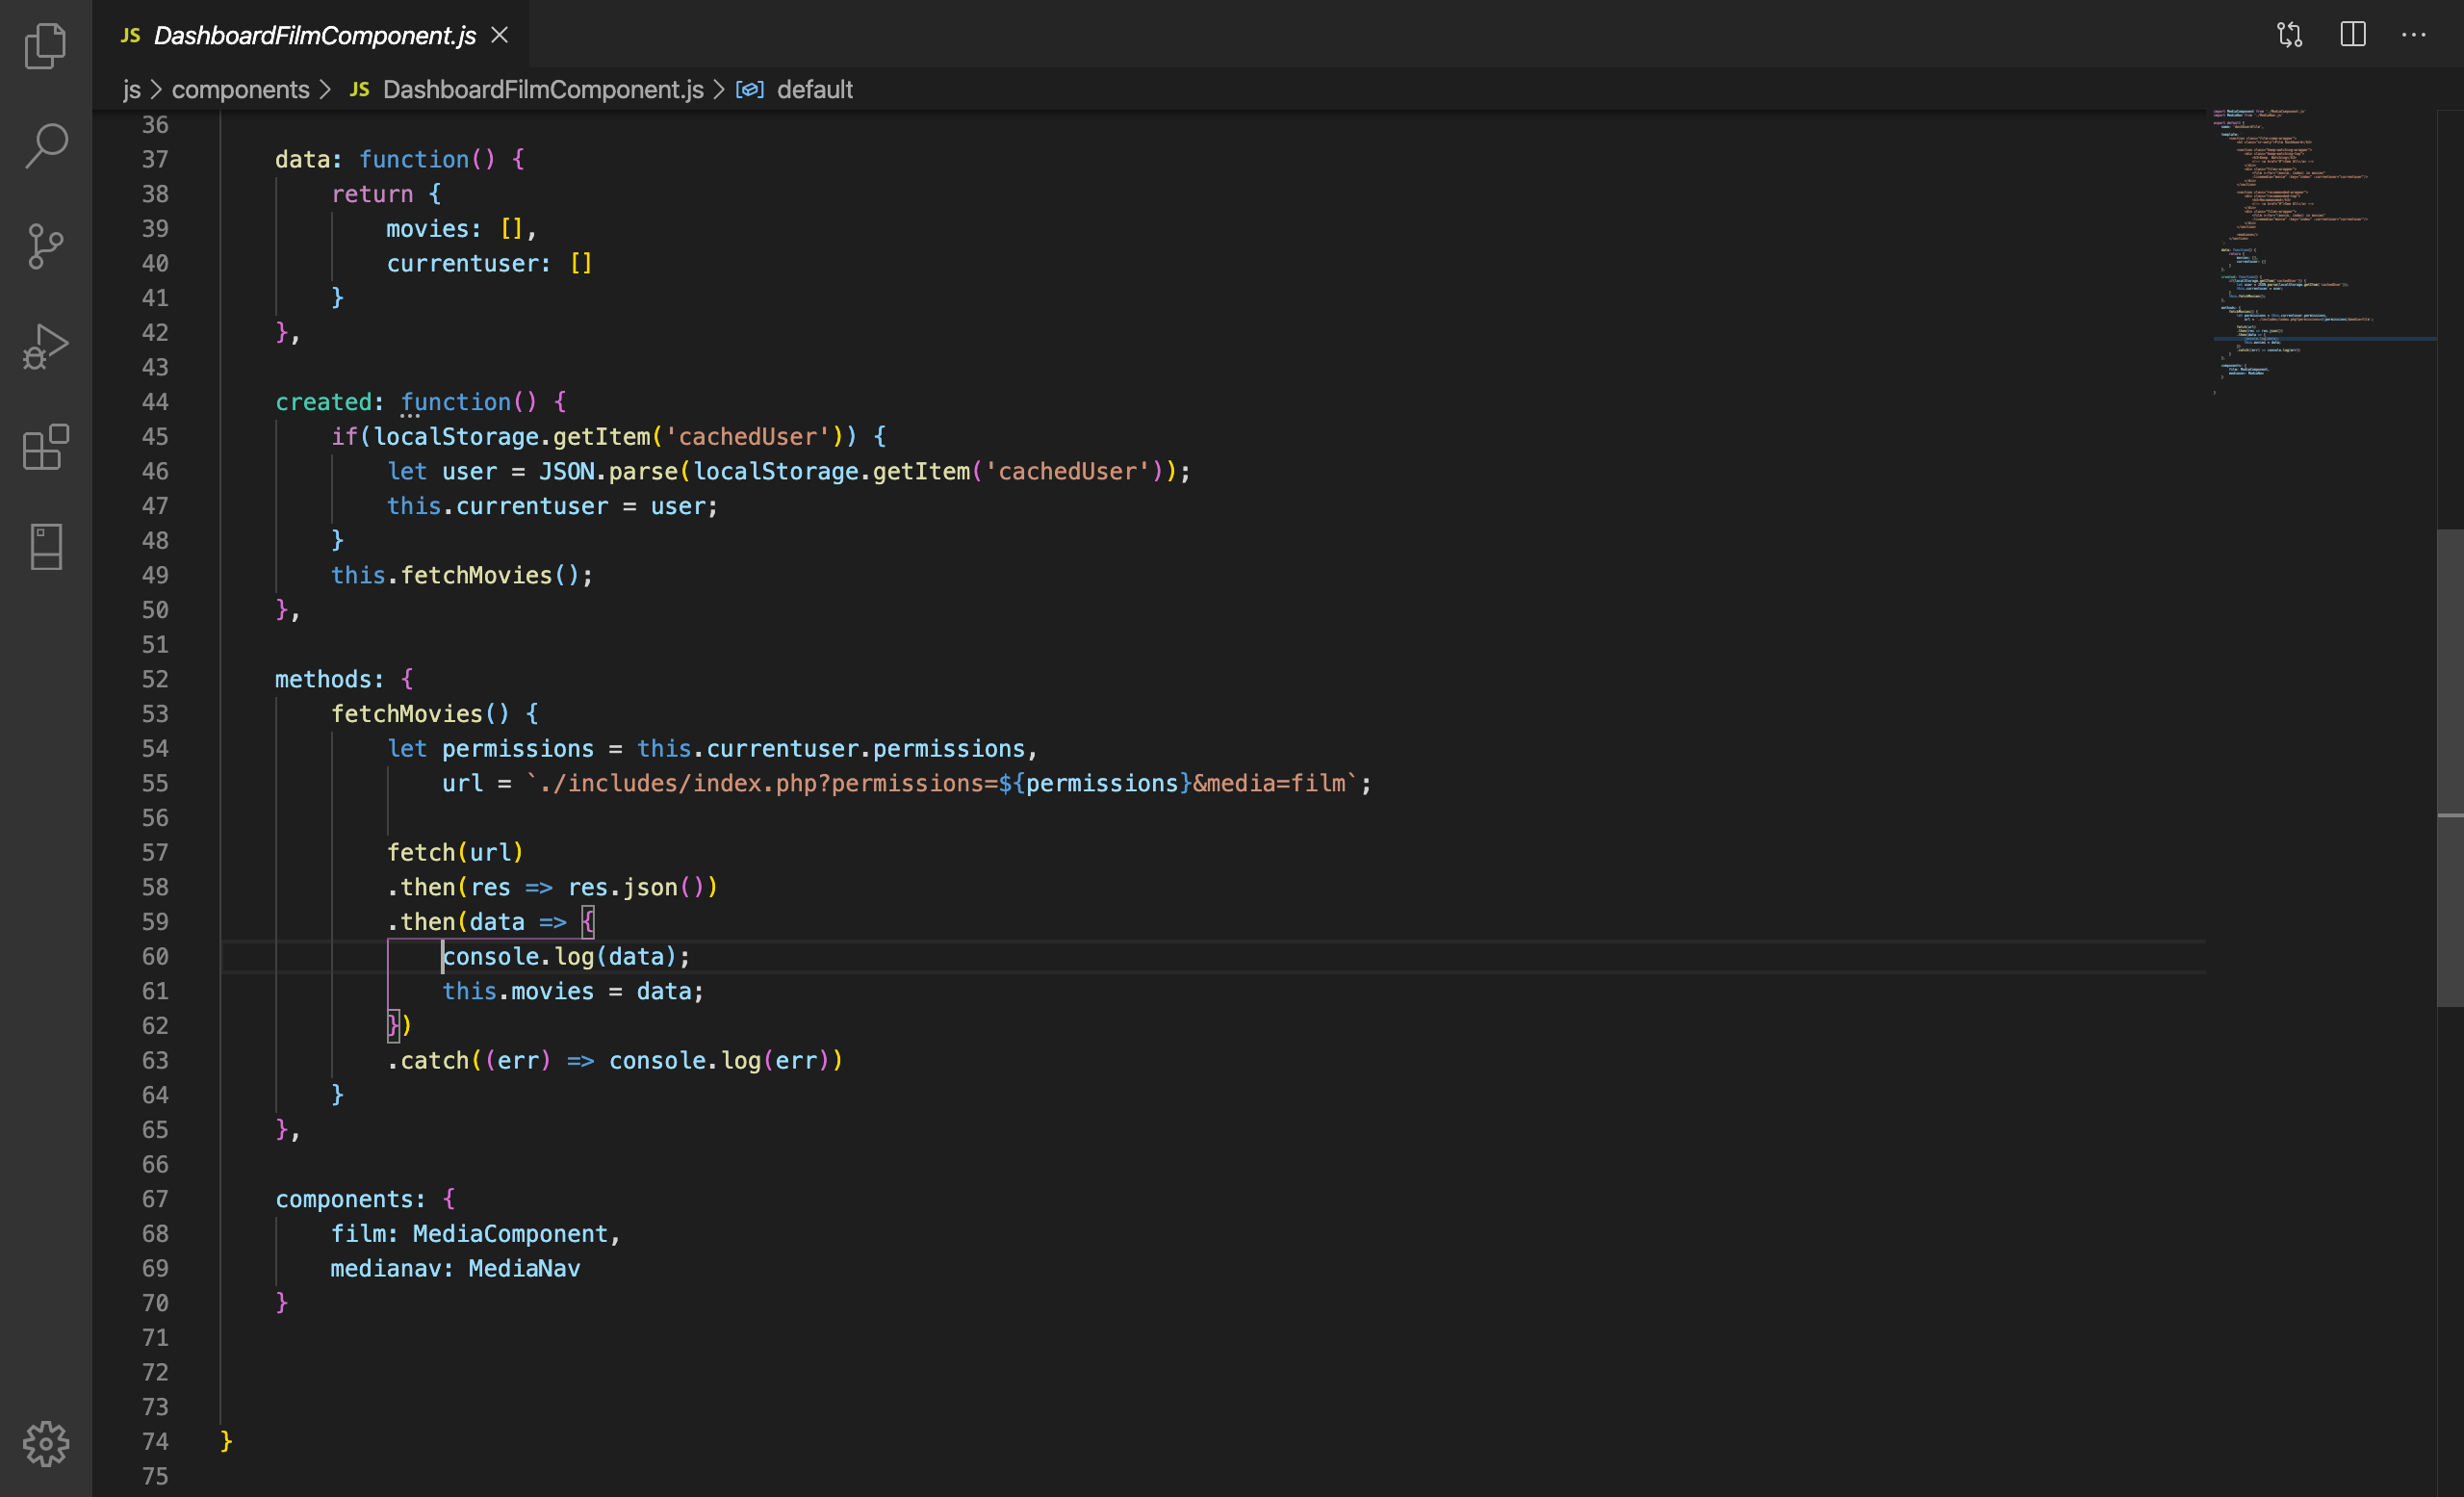 JS DashboardFilmComponent.js
js > components > JS DashboardFilmComponent.js > default
36
37 data: function() {
38 return {
39 movies: [],
40 currentuser: []
41 }
42 },
43
44 created: function() {
45 if(localStorage.getItem('cachedUser')) {
46 let user = JSON.parse(localStorage.getItem('cachedUser'));
47 this.currentuser = user;
48 }
49 this.fetchMovies();
50 },
51
52 methods: {
53 fetchMovies() {
54 let permissions = this.currentuser.permissions,
55 url = `./includes/index.php?permissions=${permissions}&media=film`;
56
57 fetch(url)
58 .then(res => res.json())
59 .then(data => {
60 console.log(data);
61 this.movies = data;
62 })
63 .catch((err) => console.log(err))
64 }
65 },
66
67 components: {
68 film: MediaComponent,
69 medianav: MediaNav
70 }
71
72
73
74 }
75